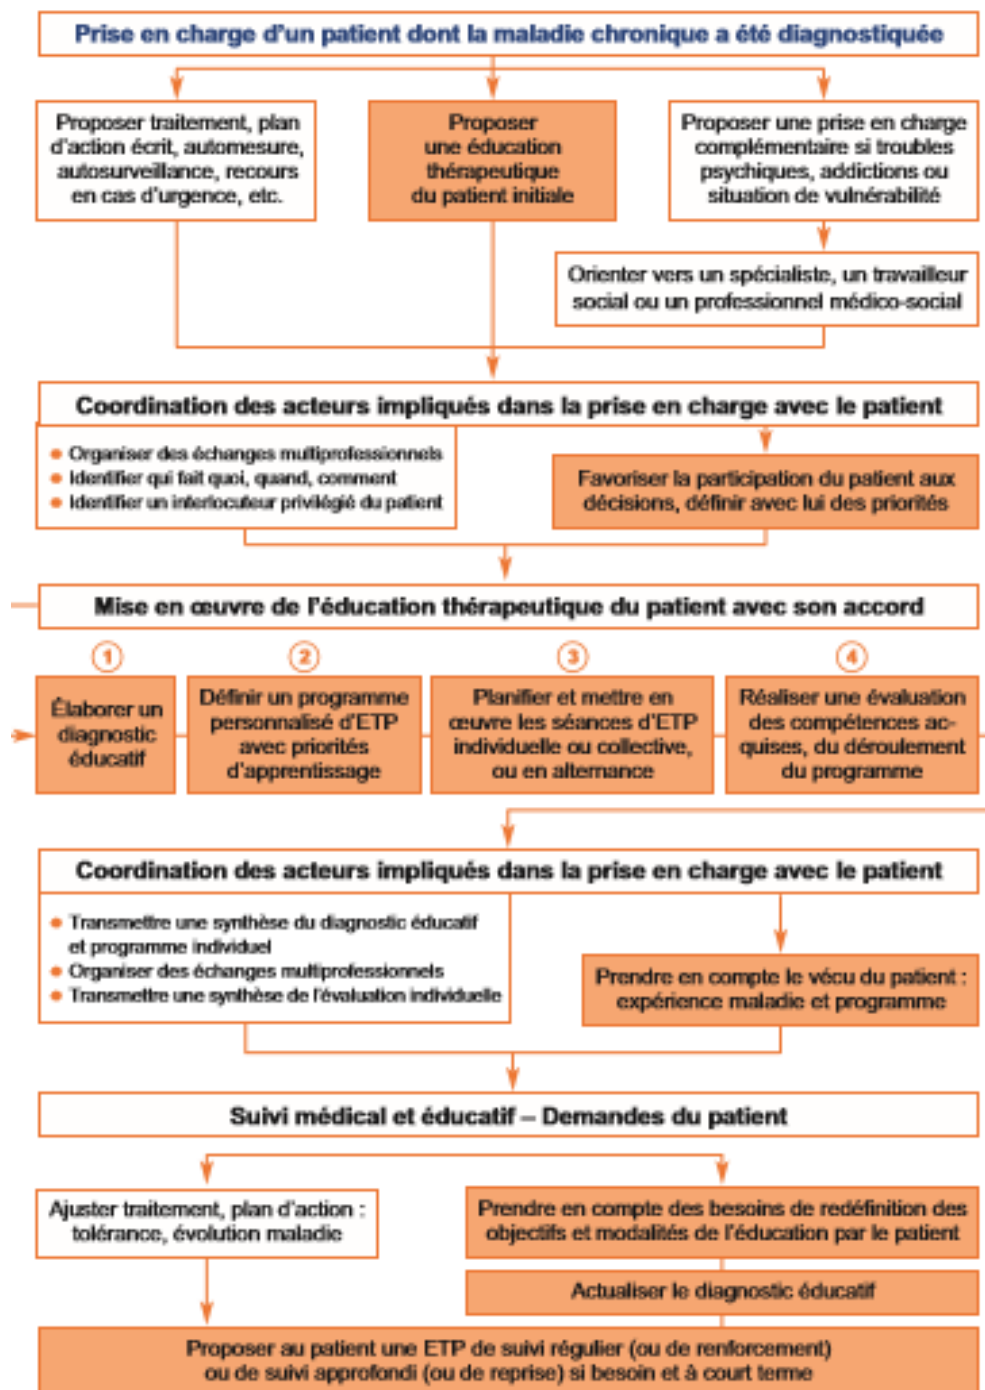 Prise en charge d'un patient dont la maladie chronique a été diagnostiquée
Proposer traitement, plan
d'action écrit, automesure,
autosurveillance, recours
en cas d'urgence, etc.
Proposer
une éducation
thérapeutique
du patient initiale
Proposer une prise en charge
complémentaire si troubles
psychiques, addictions ou
situation de vulnérabilité
Orienter vers un spécialiste, un travailleur
social ou un professionnel médico-social
Coordination des acteurs impliqués dans la prise en charge avec le patient
• Organiser des échanges multiprofessionnels
• Identifier qui fait quoi, quand, comment
• Identifier un interlocuteur privilégié du patient
Favoriser la participation du patient aux
décisions, définir avec lui des priorités
Mise en œuvre de l'éducation thérapeutique du patient avec son accord
1
Élaborer un
diagnostic
éducatif
2
Définir un programme
personnalisé d'ETP
avec priorités
d'apprentissage
3
Planifier et mettre en
œuvre les séances d'ETP
individuelle ou collective,
ou en alternance
4
Réaliser une évaluation
des compétences ac-
quises, du déroulement
du programme
Coordination des acteurs impliqués dans la prise en charge avec le patient
• Transmettre une synthèse du diagnostic éducatif
et programme individuel
• Organiser des échanges multiprofessionnels
• Transmettre une synthèse de l'évaluation individuelle
Prendre en compte le vécu du patient :
expérience maladie et programme
Suivi médical et éducatif – Demandes du patient
Ajuster traitement, plan d'action :
tolérance, évolution maladie
Prendre en compte des besoins de redéfinition des
objectifs et modalités de l'éducation par le patient
Actualiser le diagnostic éducatif
Proposer au patient une ETP de suivi régulier (ou de renforcement)
ou de suivi approfondi (ou de reprise) si besoin et à court terme